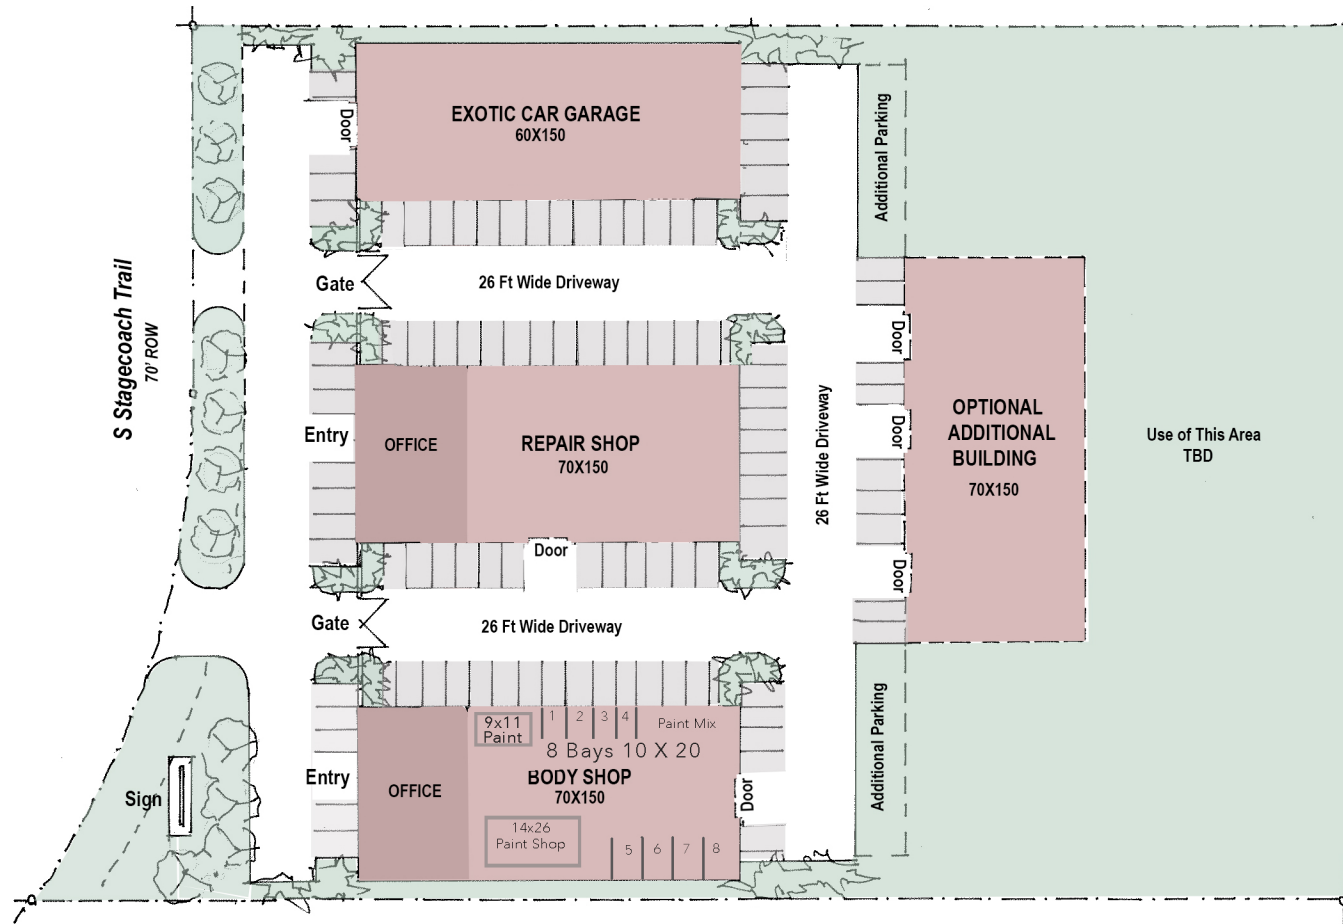 EXOTIC CAR GARAGE
60X150
Door
Additional Parking
S Stagecoach Trail
70' ROW
Gate
26 Ft Wide Driveway
Entry
OFFICE
REPAIR SHOP
70X150
Door
26 Ft Wide Driveway
Door
Door
Door
OPTIONAL
ADDITIONAL
BUILDING
70X150
Use of This Area
TBD
Gate
26 Ft Wide Driveway
Sign
Entry
OFFICE
9x11
Paint
1
2
3
4
Paint Mix
8 Bays 10 X 20
BODY SHOP
70X150
14x26
Paint Shop
5
6
7
8
Door
Additional Parking